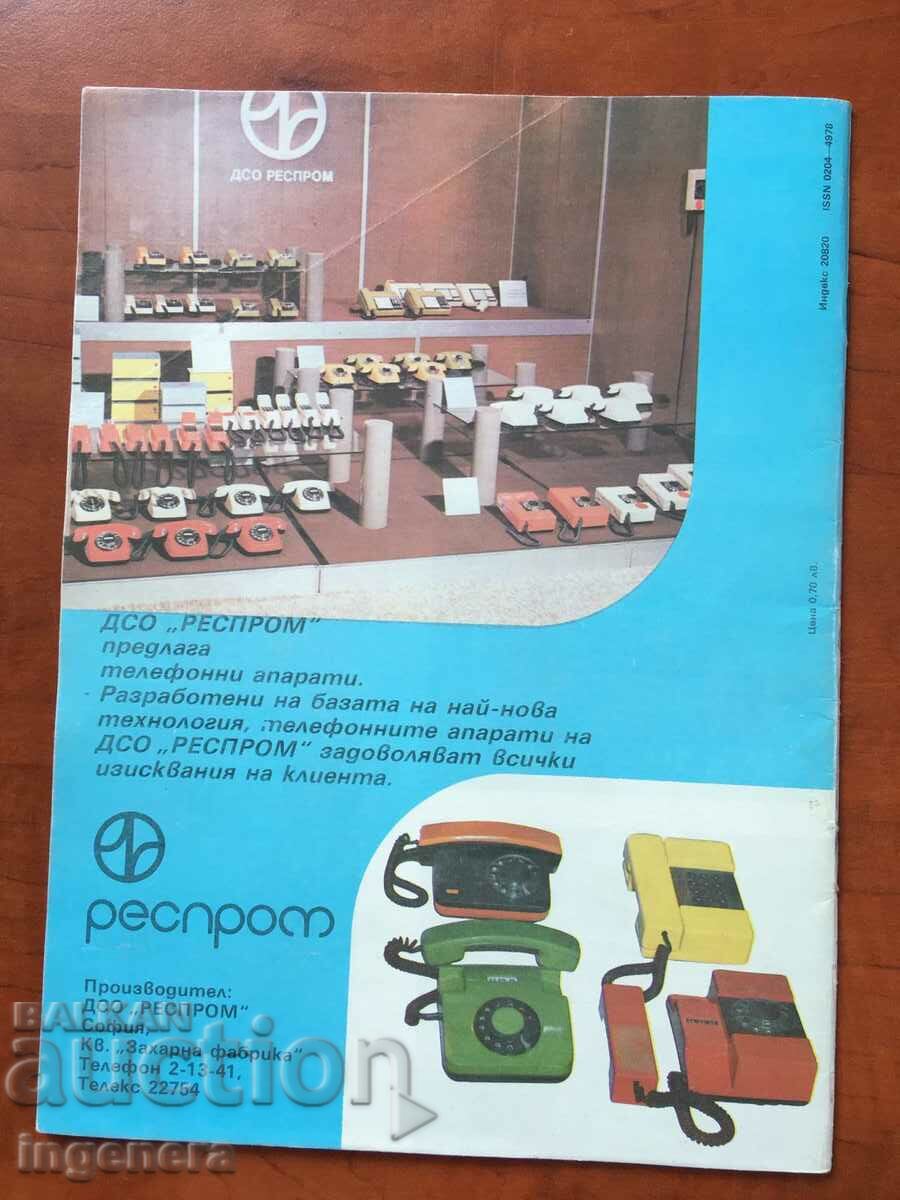 ДСО РЕСПРОМ
ISSN 0204—4978
Индекс 20820
Цена 0,70 лв.
ДСО „РЕСПРОМ“
предлага
телефонни апарати.
Разработени на базата на най-нова
технология, телефонните апарати на
ДСО „РЕСПРОМ“ задоволяват всички
изисквания на клиента.
респром
Производител:
ДСО „РЕСПРОМ“
София,
Кв. „Захарна фабрика“
Телефон 2-13-41,
Телекс 22754
BALKAN
auction
ingenera